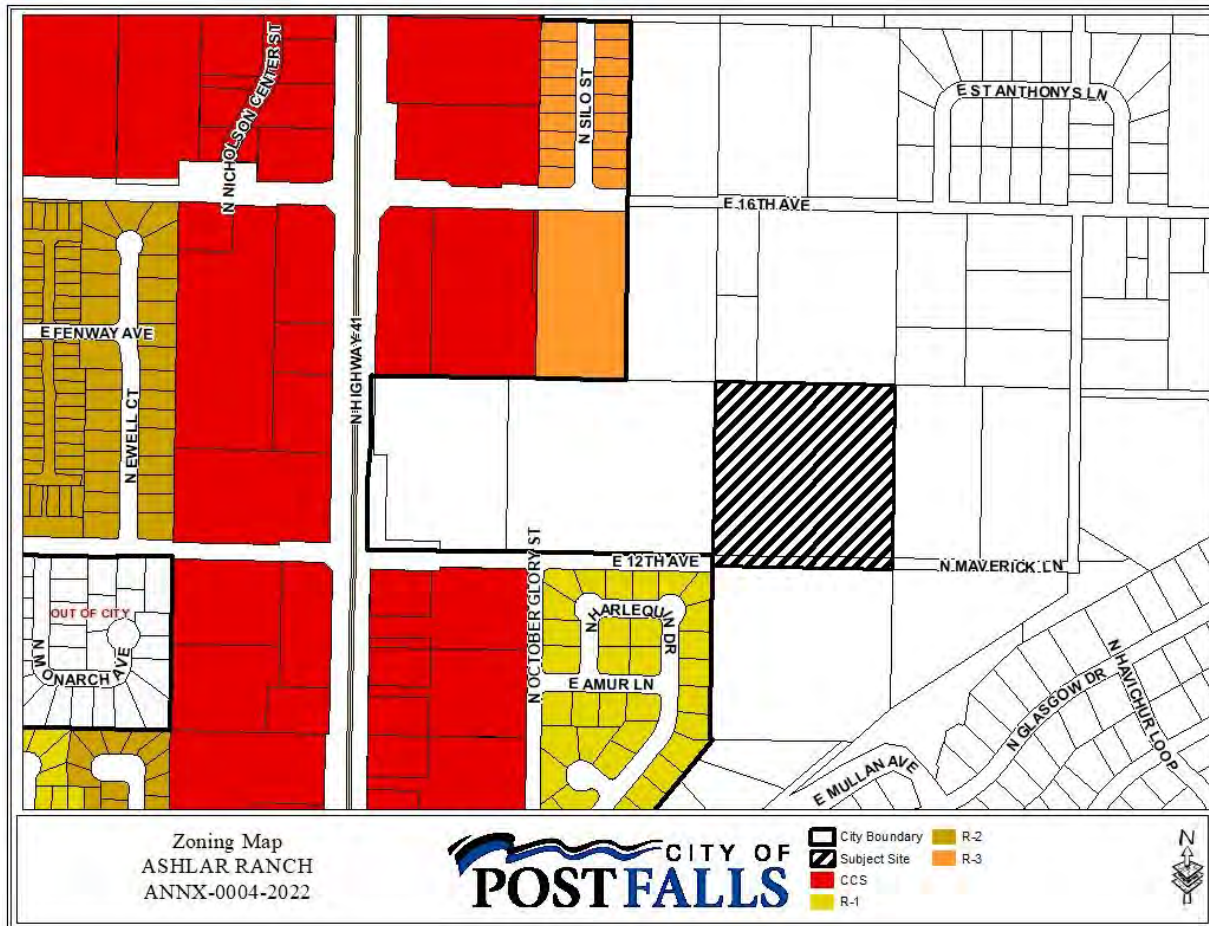 N NICHOLSON CENTER ST
N SILO ST
E ST ANTHONYS LN
E 16TH AVE
E FENWAY AVE
N EWELL CT
N HIGHWAY 41
N OCTOBER GLORY ST
E 12TH AVE
N MAVERICK LN
OUT OF CITY
N MONARCH AVE
N HARLEQUIN DR
E AMUR LN
N GLASGOW DR
N HAVICHUR LOOP
E MULLAN AVE
Zoning Map
ASHLAR RANCH
ANNX-0004-2022
CITY OF
POST FALLS
City Boundary
Subject Site
CCS
R-1
R-2
R-3
N